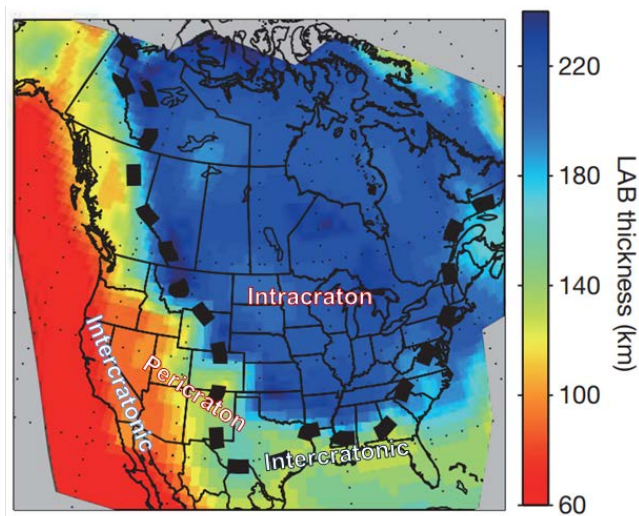 Intracraton
Intercratonic
Pericraton
Intercratonic
220
180
140
100
60
LAB thickness (km)